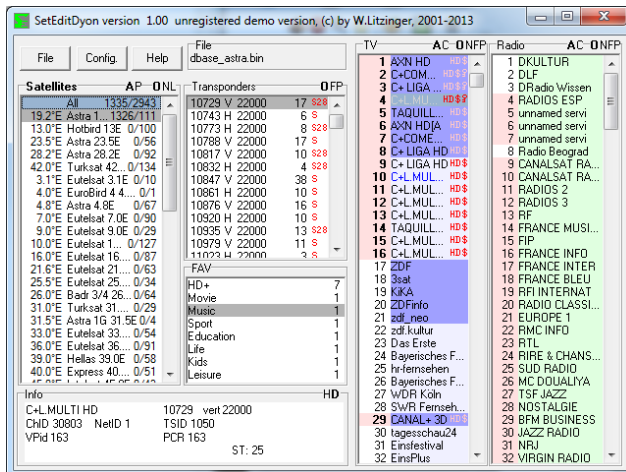 SetEditDyon version 1.00 unregistered demo version, (c) by W.Litzinger, 2001-2013
File Config. Help
File
dbase_astra.bin
Satellites AP ONL
All 1335/2943
19.2°E Astra 1... 1326/111
13.0°E Hotbird 13E 0/100
23.5°E Astra 23.5E 0/56
28.2°E Astra 28.2E 0/92
42.0°E Turksat 42... 0/134
3.1°E Eutelsat 3.1E 0/10
4.0°E EuroBird 4 4... 0/1
4.8°E Astra 4.8E 0/67
7.0°E Eutelsat 7.0E 0/90
9.0°E Eutelsat 9.0E 0/29
10.0°E Eutelsat 1... 0/127
16.0°E Eutelsat 16.... 0/87
21.6°E Eutelsat 21.... 0/63
25.5°E Eutelsat 25.... 0/34
26.0°E Badr 3/4 26... 0/64
31.0°E Turksat 31.... 0/29
31.5°E Astra 1G 31.5E 0/4
33.0°E Eutelsat 33.... 0/54
36.0°E Eutelsat 36.... 0/91
39.0°E Hellas 39.0E 0/58
40.0°E Express 40.... 0/51
Transponders OFP
10729 V 22000 17 S28
10743 H 22000 6 S
10773 H 22000 8 S28
10788 V 22000 17 S
10817 V 22000 10 S28
10832 H 22000 4 S28
10847 V 22000 38 S
10861 H 22000 10 S
10876 V 22000 16 S
10920 H 22000 10 S
10935 V 22000 13 S28
10979 V 22000 11 S
11023 H 22000 3 S
FAV
HD+ 7
Movie 1
Music 1
Sport 1
Education 1
Life 1
Kids 1
Leisure 1
TV AC-ONFP
1 AXN HD HD$
2 C+COM... HD$?
3 C+ LIGA ... HD$?
4 C+L.MUL... HD$?
5 TAQUILL... HD$
6 AXN HD[A HD$
7 C+COME... HD$
8 C+ LIGA HD HD$
9 C+ LIGA HD HD$
10 C+L.MUL... HD$
11 C+L.MUL... HD$
12 C+L.MUL... HD$
13 C+L.MUL... HD$
14 TAQUILL... HD$
15 C+L.MUL... HD$
16 C+L.MUL... HD$
17 ZDF
18 3sat
19 KiKA
20 ZDFinfo
21 zdf_neo
22 zdf.kultur
23 Das Erste
24 Bayerisches F...
25 hr-fernsehen
26 Bayerisches F...
27 WDR Köln
28 SWR Fernseh...
29 CANAL+ 3D HD$
30 tagesschau24
31 Einsfestival
32 EinsPlus
Radio AC-ONFP
1 DKULTUR
2 DLF
3 DRadio Wissen
4 RADIOS ESP
5 unnamed servi
6 unnamed servi
7 unnamed servi
8 Radio Beograd
9 CANALSAT RA...
10 CANALSAT RA...
11 RADIOS 2
12 RADIOS 3
13 RF
14 FRANCE MUSI...
15 FIP
16 FRANCE INFO
17 FRANCE INTER
18 FRANCE BLEU
19 RFI INTERNAT
20 RADIO CLASSI...
21 EUROPE 1
22 RMC INFO
23 RTL
24 RIRE & CHANS...
25 SUD RADIO
26 MC DOUALIYA
27 TSF JAZZ
28 NOSTALGIE
29 BFM BUSINESS
30 JAZZ RADIO
31 NRJ
32 VIRGIN RADIO
Info HD
C+L.MULTI HD 10729 vert 22000
ChID 30803 NetID 1 TSID 1050
VPid 163 PCR 163
ST: 25